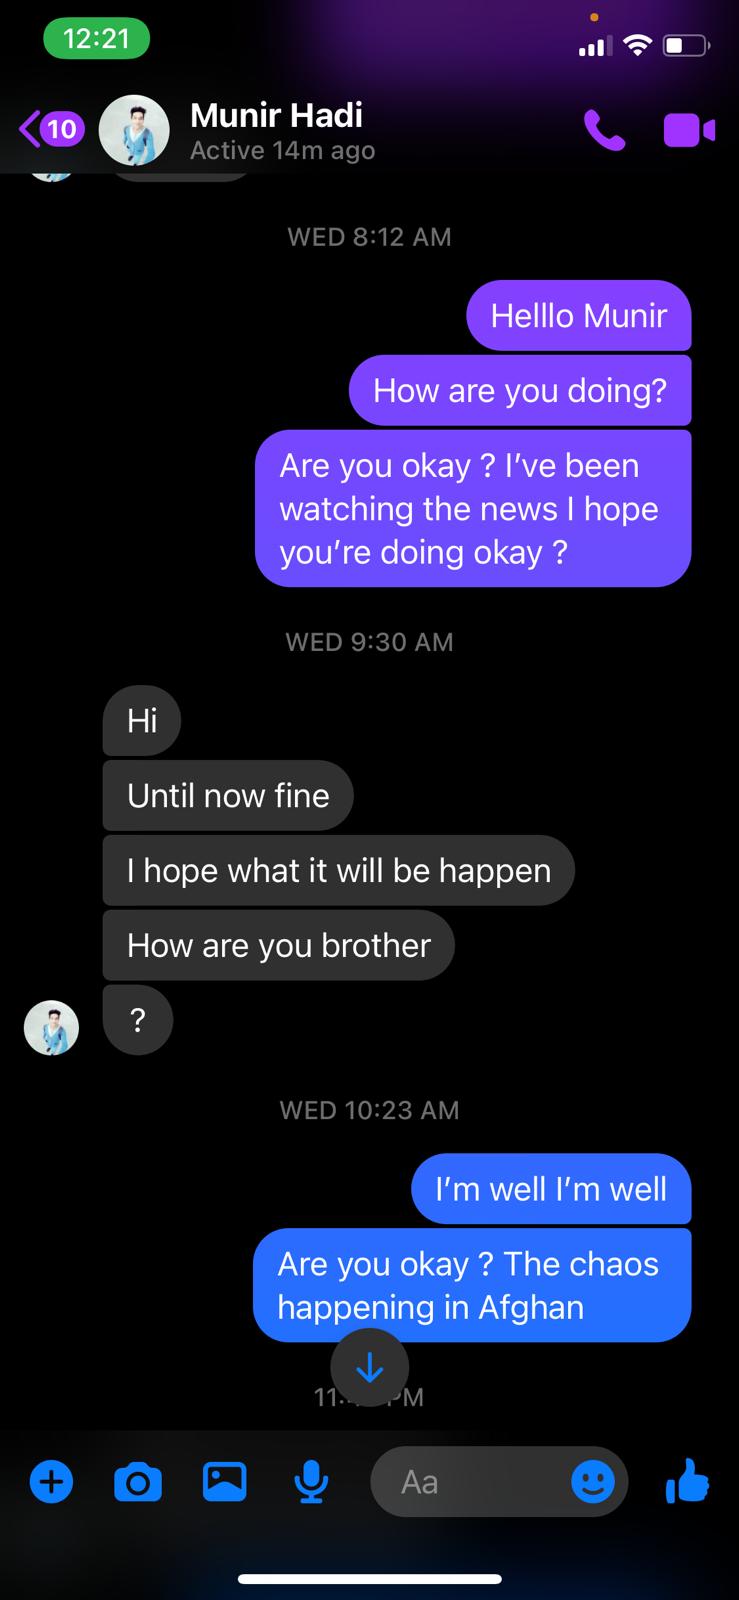 12:21
10
Munir Hadi
Active 14m ago
WED 8:12 AM
Helllo Munir
How are you doing?
Are you okay ? I’ve been
watching the news I hope
you’re doing okay ?
WED 9:30 AM
Hi
Until now fine
I hope what it will be happen
How are you brother
?
WED 10:23 AM
I’m well I’m well
Are you okay ? The chaos
happening in Afghan
PM
Aa